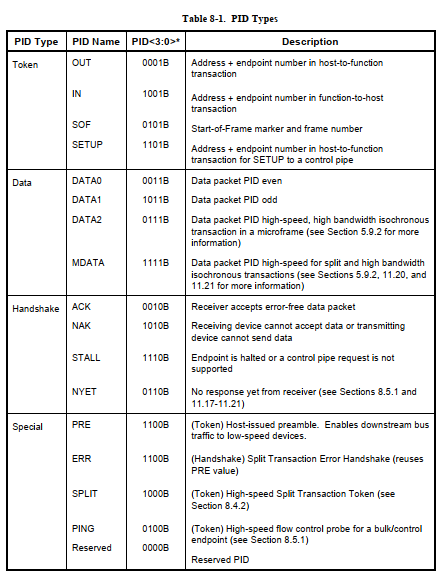 Table 8-1. PID Types
PID Type PID Name PID<3:0>* Description
Token OUT 0001B Address + endpoint number in host-to-function
transaction
IN 1001B Address + endpoint number in function-to-host
transaction
SOF 0101B Start-of-Frame marker and frame number
SETUP 1101B Address + endpoint number in host-to-function
transaction for SETUP to a control pipe
Data DATA0 0011B Data packet PID even
DATA1 1011B Data packet PID odd
DATA2 0111B Data packet PID high-speed, high bandwidth isochronous
transaction in a microframe (see Section 5.9.2 for more
information)
MDATA 1111B Data packet PID high-speed for split and high bandwidth
isochronous transactions (see Sections 5.9.2, 11.20, and
11.21 for more information)
Handshake ACK 0010B Receiver accepts error-free data packet
NAK 1010B Receiving device cannot accept data or transmitting
device cannot send data
STALL 1110B Endpoint is halted or a control pipe request is not
supported
NYET 0110B No response yet from receiver (see Sections 8.5.1 and
11.17-11.21)
Special PRE 1100B (Token) Host-issued preamble. Enables downstream bus
traffic to low-speed devices.
ERR 1100B (Handshake) Split Transaction Error Handshake (reuses
PRE value)
SPLIT 1000B (Token) High-speed Split Transaction Token (see
Section 8.4.2)
PING 0100B (Token) High-speed flow control probe for a bulk/control
endpoint (see Section 8.5.1)
Reserved 0000B
Reserved PID